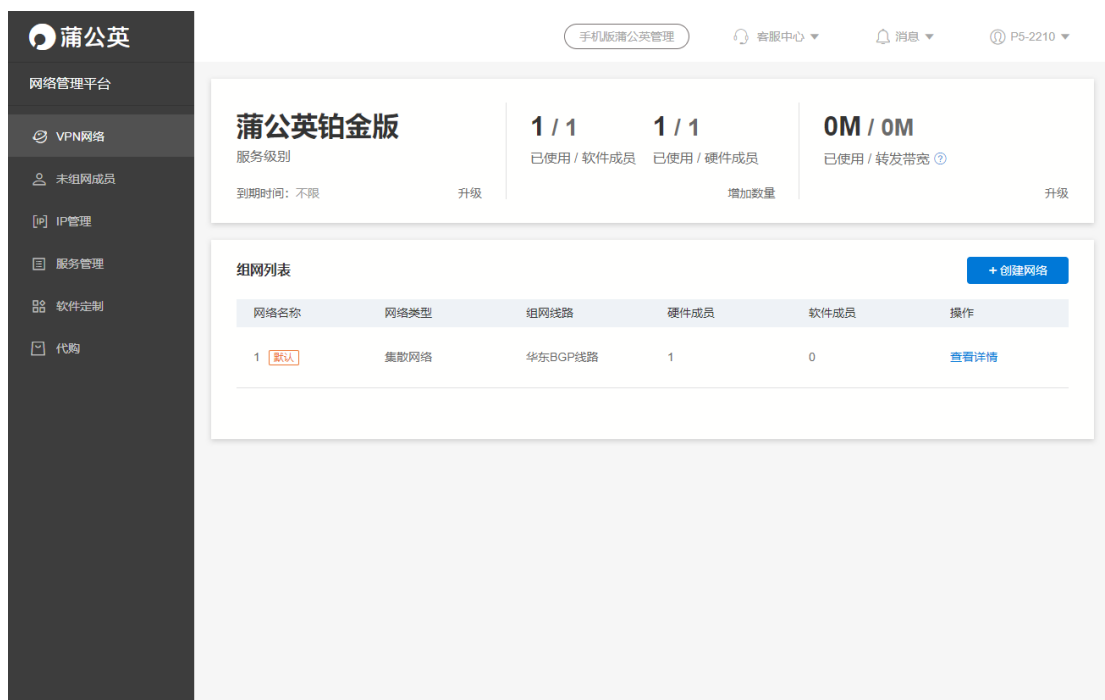 蒲公英
手机版蒲公英管理
客服中心
消息
P5-2210
网络管理平台
VPN网络
未组网成员
[IP] IP管理
服务管理
软件定制
代购
蒲公英铂金版
服务级别
到期时间：不限
升级
1 / 1
已使用 / 软件成员
1 / 1
已使用 / 硬件成员
增加数量
0M / 0M
已使用 / 转发带宽 ?
升级
组网列表
+ 创建网络
网络名称 网络类型 组网线路 硬件成员 软件成员 操作
1 默认 集散网络 华东BGP线路 1 0 查看详情